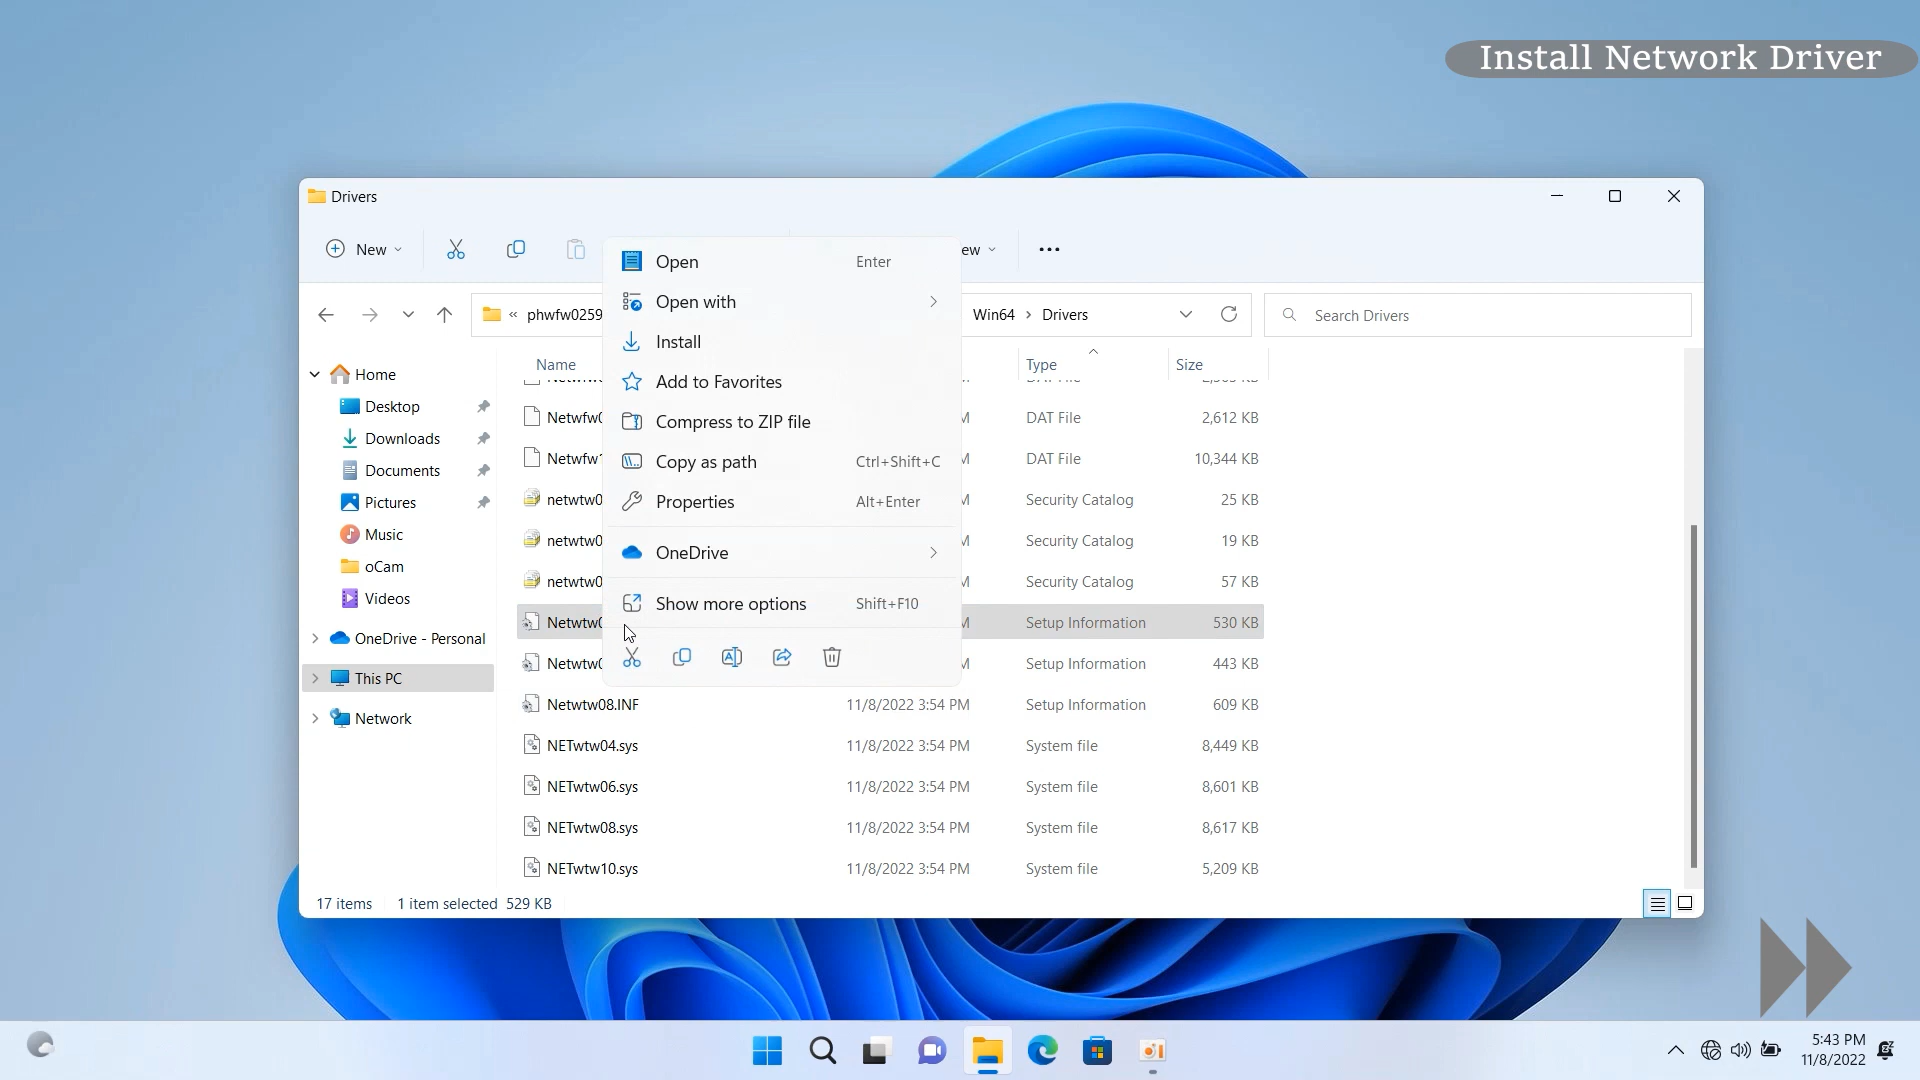 Install Network Driver
Drivers
New
ew
phwfw0259
Win64
Drivers
Search Drivers
Name
Type
Size
Home
Desktop
Downloads
Documents
Pictures
Music
oCam
Videos
OneDrive - Personal
This PC
Network
Open Enter
Open with
Install
Add to Favorites
Compress to ZIP file
Copy as path Ctrl+Shift+C
Properties Alt+Enter
OneDrive
Show more options Shift+F10
DAT File 2,612 KB
DAT File 10,344 KB
netwtw0 Security Catalog 25 KB
netwtw0 Security Catalog 19 KB
netwtw0 Security Catalog 57 KB
Netwtw0 Setup Information 530 KB
Netwtw0 Setup Information 443 KB
Netwtw08.INF 11/8/2022 3:54 PM Setup Information 609 KB
NETwtw04.sys 11/8/2022 3:54 PM System file 8,449 KB
NETwtw06.sys 11/8/2022 3:54 PM System file 8,601 KB
NETwtw08.sys 11/8/2022 3:54 PM System file 8,617 KB
NETwtw10.sys 11/8/2022 3:54 PM System file 5,209 KB
17 items 1 item selected 529 KB
5:43 PM
11/8/2022